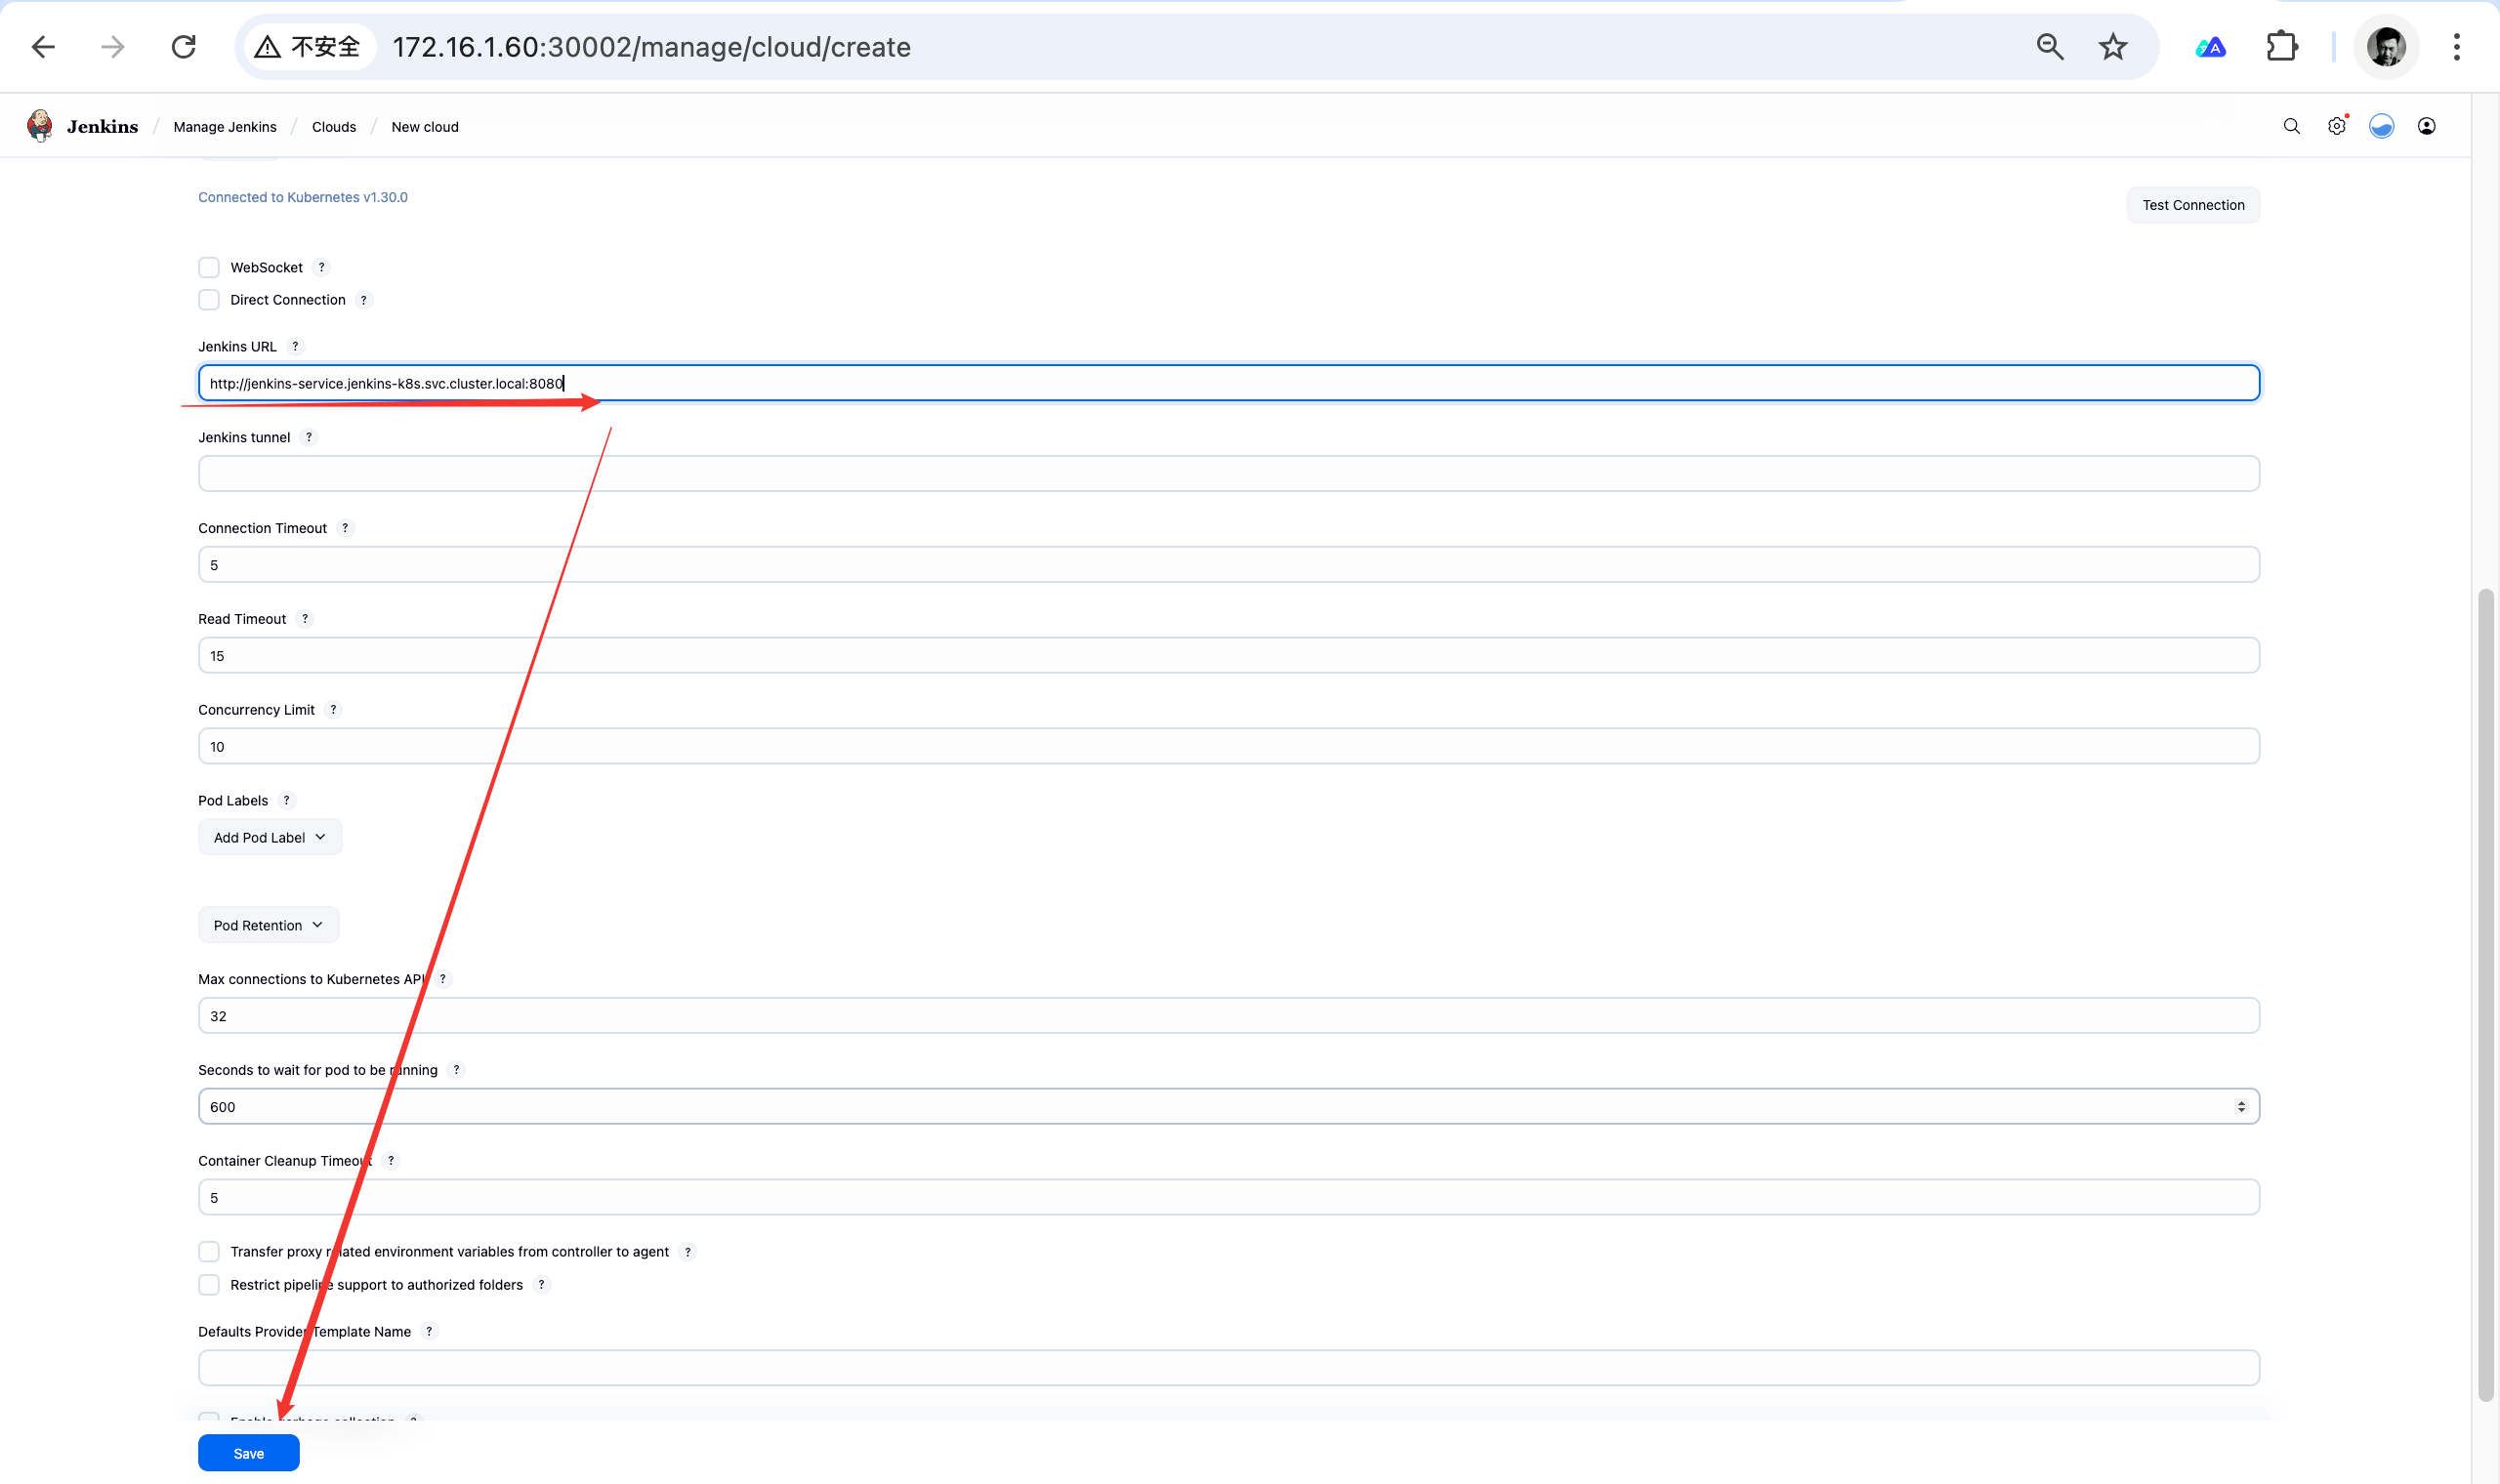 不安全 172.16.1.60:30002/manage/cloud/create
Jenkins / Manage Jenkins / Clouds / New cloud
Connected to Kubernetes v1.30.0
Test Connection
WebSocket ?
Direct Connection ?
Jenkins URL ?
http://jenkins-service.jenkins-k8s.svc.cluster.local:8080
Jenkins tunnel ?
Connection Timeout ?
5
Read Timeout ?
15
Concurrency Limit ?
10
Pod Labels ?
Add Pod Label
Pod Retention
Max connections to Kubernetes API ?
32
Seconds to wait for pod to be running ?
600
Container Cleanup Timeout ?
5
Transfer proxy related environment variables from controller to agent ?
Restrict pipeline support to authorized folders ?
Defaults Provider Template Name ?
Enable garbage collection ?
Save